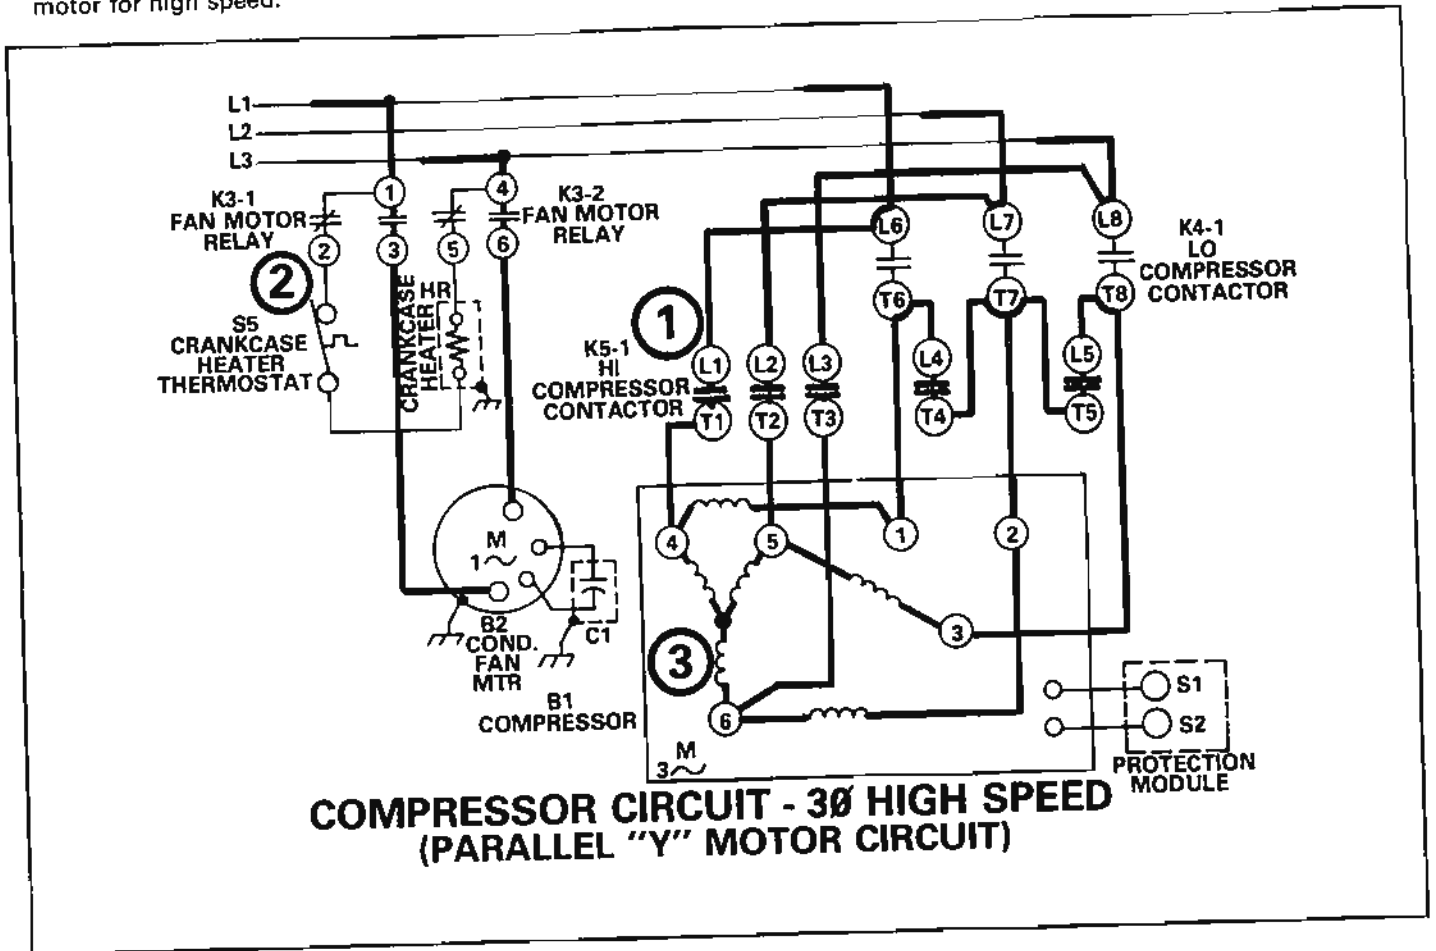 motor for high speed.
L1
L2
L3
K3-1
FAN MOTOR
RELAY
1
4
K3-2
FAN MOTOR
RELAY
2
3
5
6
L6
L7
L8
K4-1
LO
COMPRESSOR
CONTACTOR
T6
T7
T8
2
S5
CRANKCASE
HEATER
THERMOSTAT
CRANKCASE
HEATER
HR
1
K5-1
HI
COMPRESSOR
CONTACTOR
L1
L2
L3
L4
L5
T1
T2
T3
T4
T5
M
1
B2
COND.
FAN
MTR
C1
B1
COMPRESSOR
4
5
1
2
3
3
6
M
3
S1
S2
PROTECTION
MODULE
COMPRESSOR CIRCUIT - 3Ø HIGH SPEED
(PARALLEL "Y" MOTOR CIRCUIT)